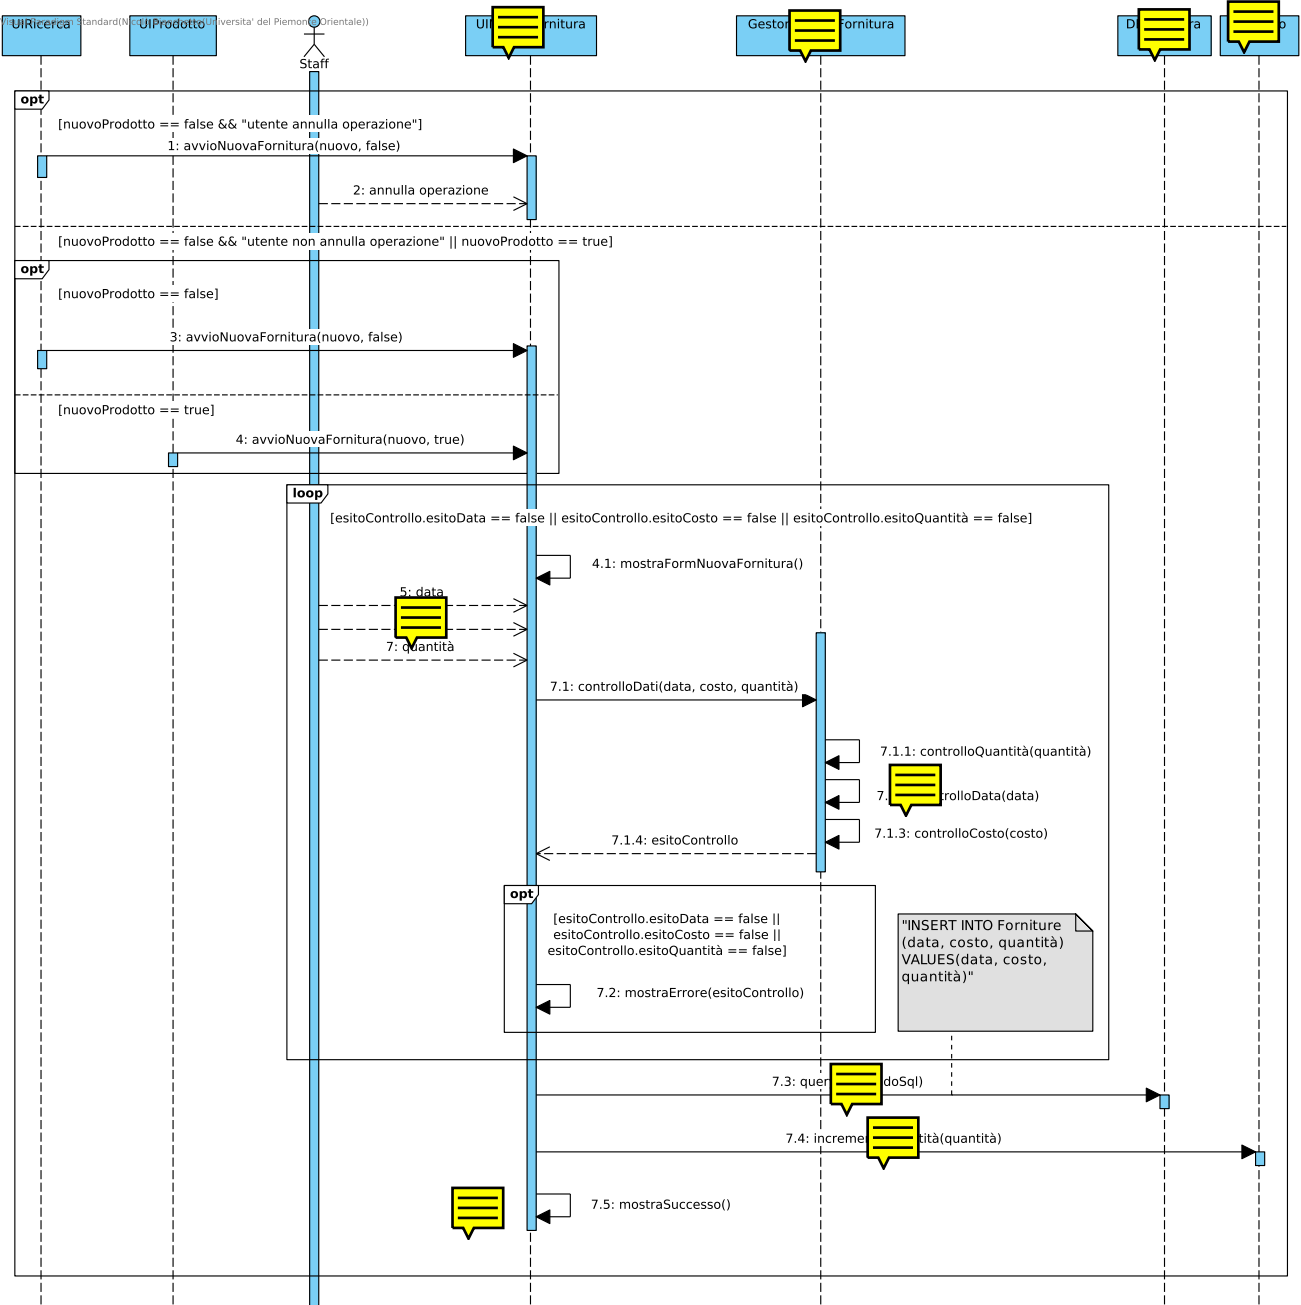 UIRicerca
UIProdotto
Staff
opt
[nuovoProdotto == false && "utente annulla operazione"]
1: avvioNuovaFornitura(nuovo, false)
2: annulla operazione
[nuovoProdotto == false && "utente non annulla operazione" || nuovoProdotto == true]
opt
[nuovoProdotto == false]
3: avvioNuovaFornitura(nuovo, false)
[nuovoProdotto == true]
4: avvioNuovaFornitura(nuovo, true)
loop
[esitoControllo.esitoData == false || esitoControllo.esitoCosto == false || esitoControllo.esitoQuantità == false]
4.1: mostraFormNuovaFornitura()
5: data
7: quantità
7.1: controlloDati(data, costo, quantità)
7.1.1: controlloQuantità(quantità)
7.1.3: controlloCosto(costo)
7.1.4: esitoControllo
opt
[esitoControllo.esitoData == false ||
esitoControllo.esitoCosto == false ||
esitoControllo.esitoQuantità == false]
"INSERT INTO Forniture
(data, costo, quantità)
VALUES(data, costo,
quantità)"
7.2: mostraErrore(esitoControllo)
7.3:
7.4:
7.5: mostraSuccesso()